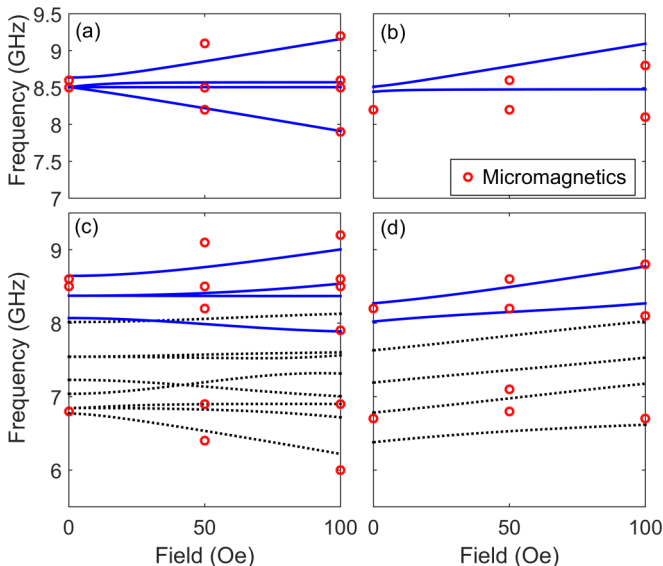 (a)
(b)
Frequency (GHz)
9.5
9
8.5
8
7.5
7
Micromagnetics
(c)
(d)
Frequency (GHz)
9
8
7
6
0
50
100
0
50
100
Field (Oe)
Field (Oe)